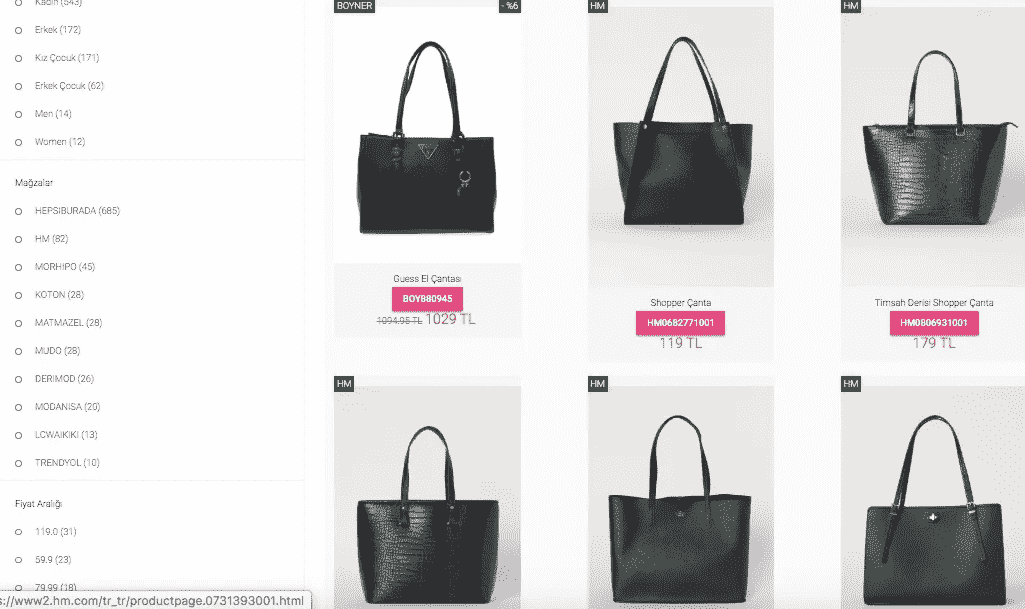 Kadın (543)
Erkek (172)
Kız Çocuk (171)
Erkek Çocuk (62)
Men (14)
Women (12)
Mağzalar
HEPSIBURADA (685)
HM (82)
MORHIPO (45)
KOTON (28)
MATMAZEL (28)
MUDO (28)
DERIMOD (26)
MODANISA (20)
LCWAIKIKI (13)
TRENDYOL (10)
Fiyat Aralığı
119.0 (31)
59.9 (23)
79.99 (18)
s://www2.hm.com/tr_tr/productpage.0731393001.html
BOYNER
- %6
Guess El Çantası
BOY880945
1094.95 TL 1029 TL
HM
Shopper Çanta
HM0682771001
119 TL
HM
Timsah Derisi Shopper Çanta
HM0806931001
179 TL
HM
HM
HM